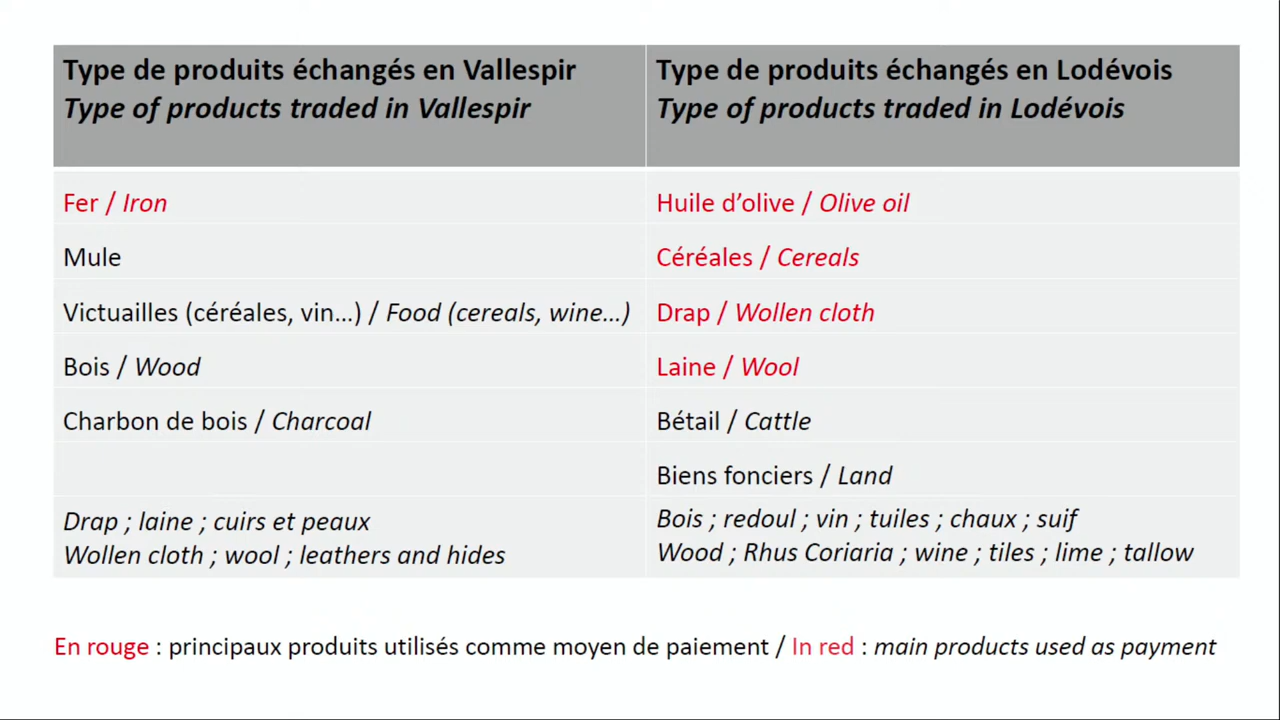 Type de produits échangés en Vallespir
Type of products traded in Vallespir
Type de produits échangés en Lodévois
Type of products traded in Lodévois
Fer / Iron
Huile d’olive / Olive oil
Mule
Céréales / Cereals
Victuailles (céréales, vin…) / Food (cereals, wine…)
Drap / Wollen cloth
Bois / Wood
Laine / Wool
Charbon de bois / Charcoal
Bétail / Cattle
Biens fonciers / Land
Drap ; laine ; cuirs et peaux
Wollen cloth ; wool ; leathers and hides
Bois ; redoul ; vin ; tuiles ; chaux ; suif
Wood ; Rhus Coriaria ; wine ; tiles ; lime ; tallow
En rouge : principaux produits utilisés comme moyen de paiement / In red : main products used as payment